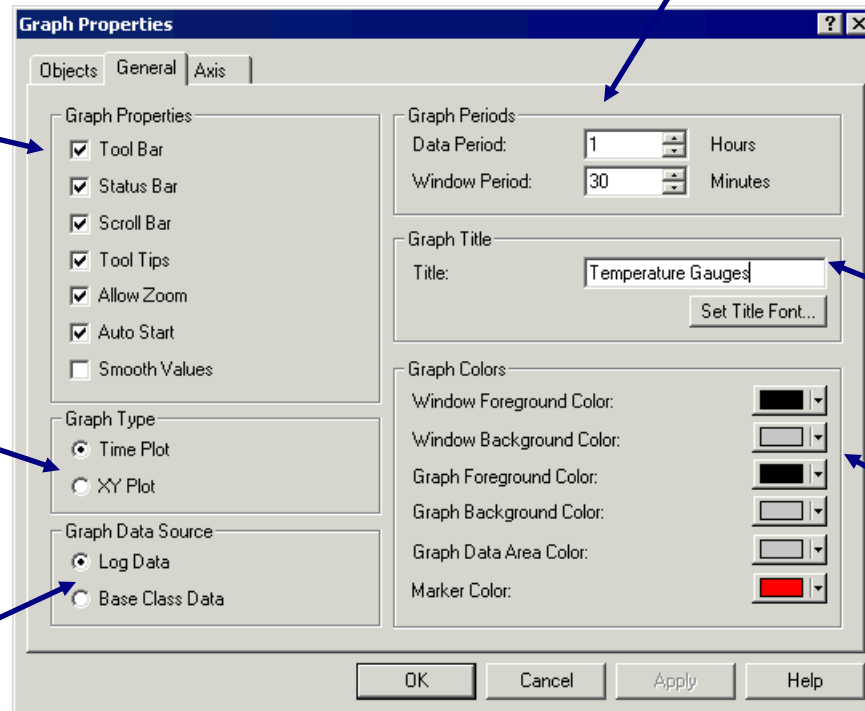 Graph Properties
Objects General Axis
Graph Properties
Tool Bar
Status Bar
Scroll Bar
Tool Tips
Allow Zoom
Auto Start
Smooth Values
Graph Type
Time Plot
XY Plot
Graph Data Source
Log Data
Base Class Data
Graph Periods
Data Period: 1 Hours
Window Period: 30 Minutes
Graph Title
Title: Temperature Gauges
Set Title Font...
Graph Colors
Window Foreground Color:
Window Background Color:
Graph Foreground Color:
Graph Background Color:
Graph Data Area Color:
Marker Color:
OK Cancel Apply Help